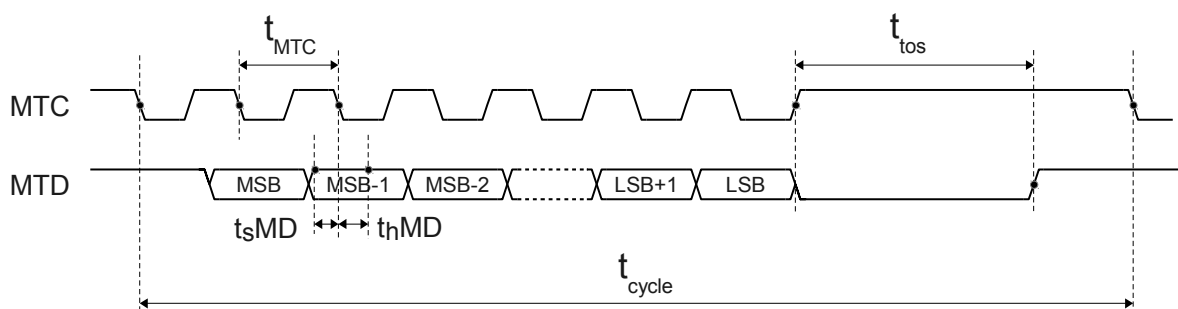 tMTC
ttos
MTC
MTD
MSB
MSB-1
MSB-2
LSB+1
LSB
tsMD
thMD
tcycle